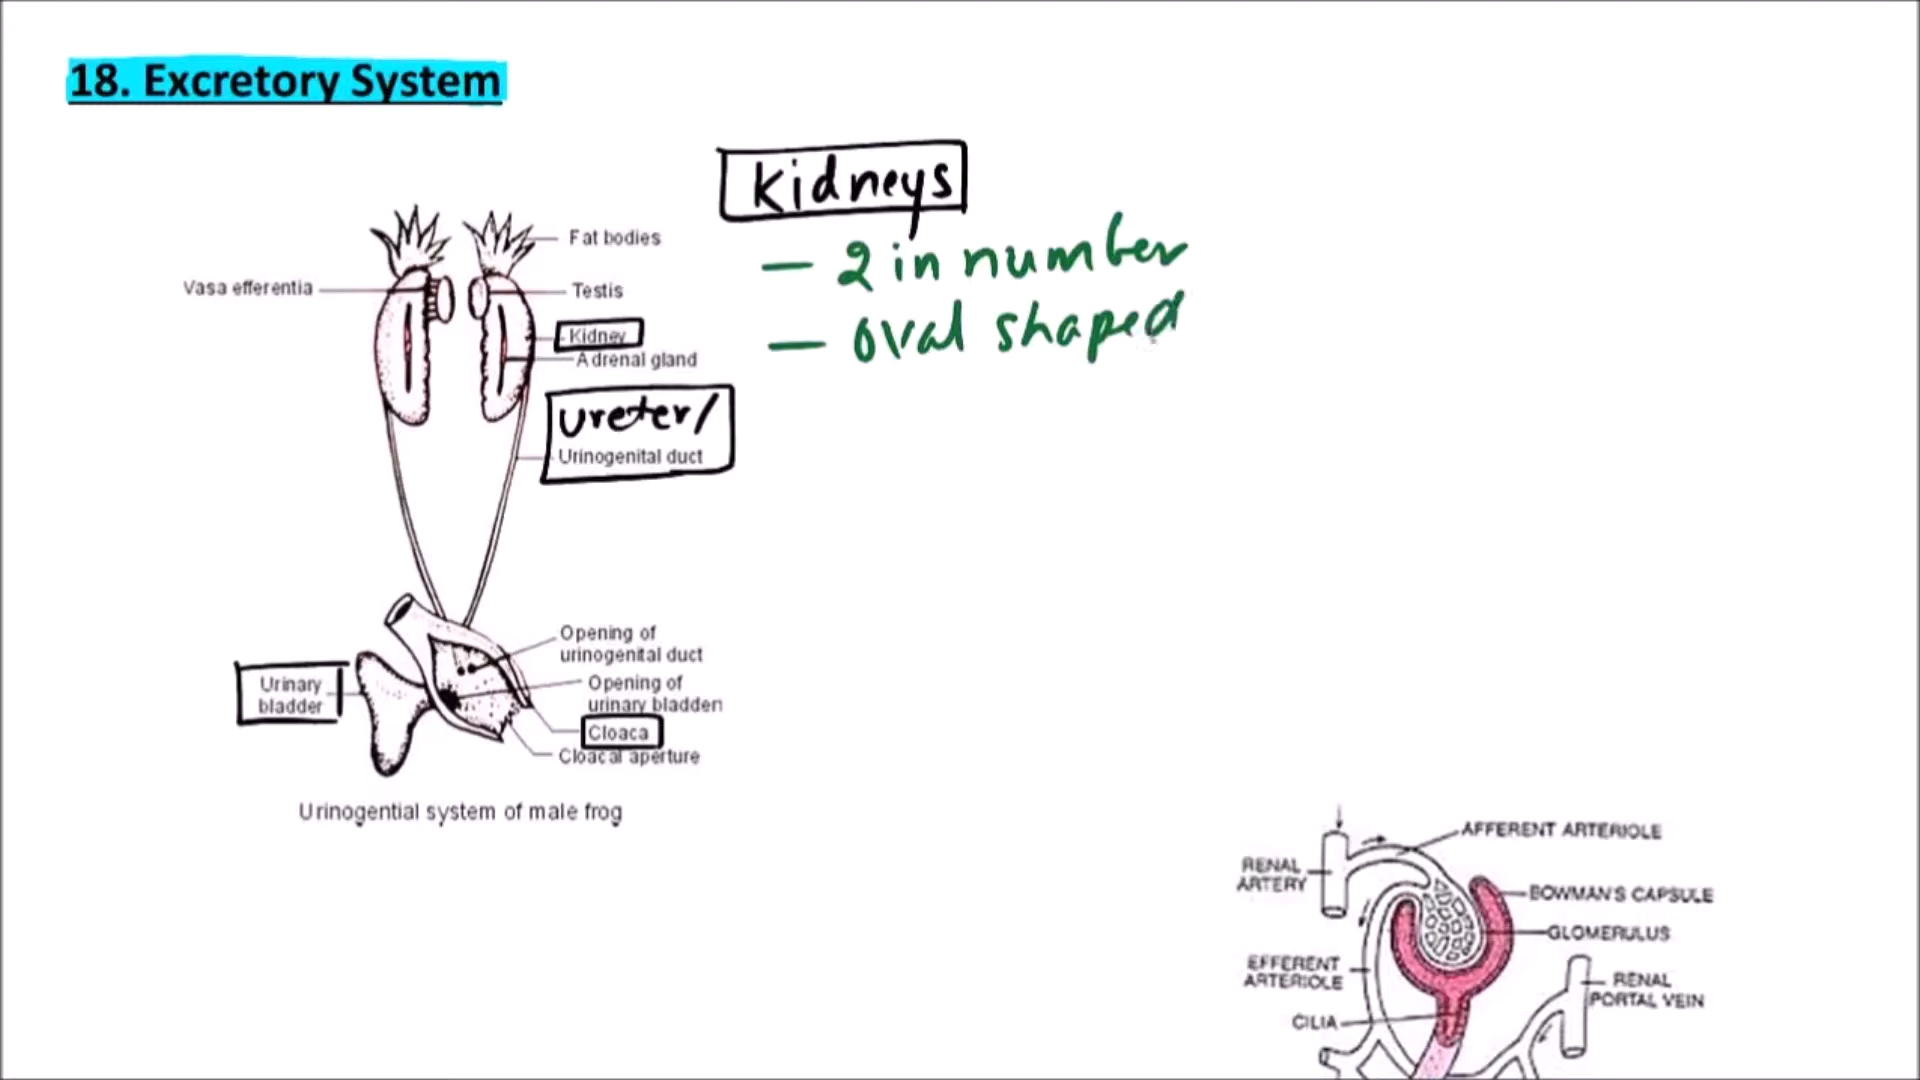 18. Excretory System
Kidneys
— 2 in number
— oval shaped
Fat bodies
Vasa efferentia
Testis
Kidney
Adrenal gland
Ureter/
Urinogenital duct
Opening of
urinogenital duct
Urinary
bladder
Opening of
urinary bladden
Cloaca
Cloacal aperture
Urinogential system of male frog
AFFERENT ARTERIOLE
RENAL
ARTERY
BOWMAN'S CAPSULE
GLOMERULUS
EFFERENT
ARTERIOLE
RENAL
PORTAL VEIN
CILIA